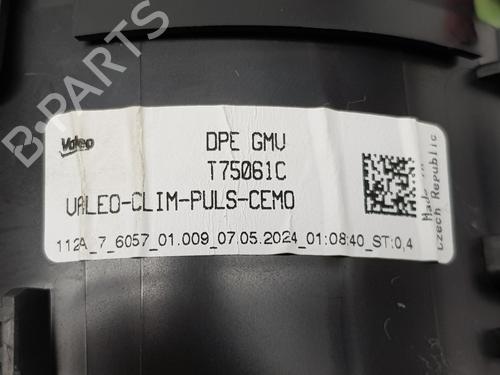 B-PARTS
Valeo
DPE GMV
T75061C
VALEO-CLIM-PULS-CEMO
112A_7_6057_01.009_07.05.2024_01:08:40_ST:0,4
Made in
Czech Republic